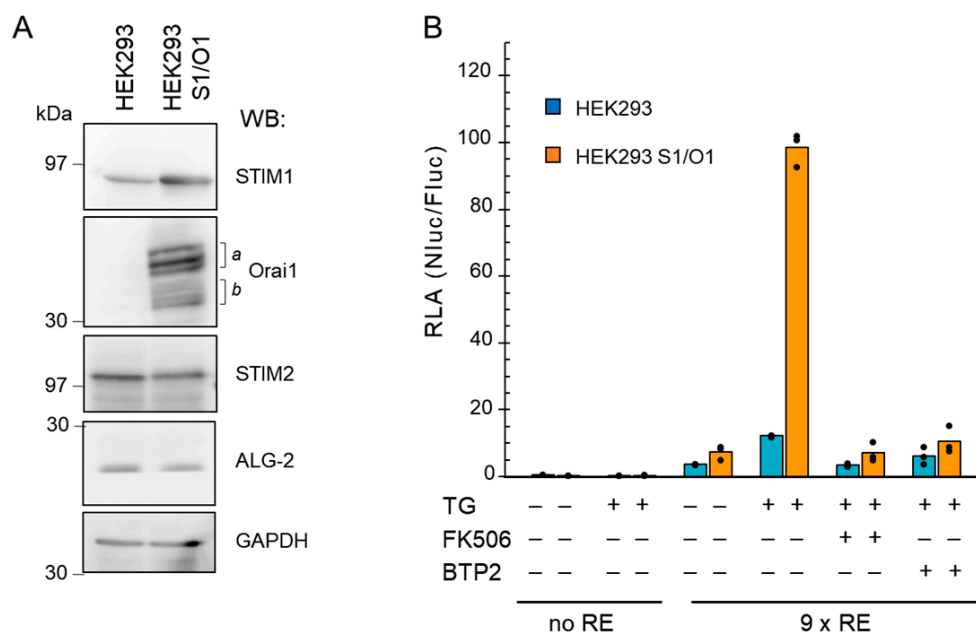 A
HEK293
HEK293
S1/O1
kDa
WB:
97
STIM1
a
Orai1
b
30
STIM2
97
30
ALG-2
GAPDH
30
B
RLA (Nluc/Fluc)
120
100
80
60
40
20
0
HEK293
HEK293 S1/O1
TG – – + + – – + + + + + +
FK506 – – – – – – – – + + – –
BTP2 – – – – – – – – – – + +
no RE 9 x RE